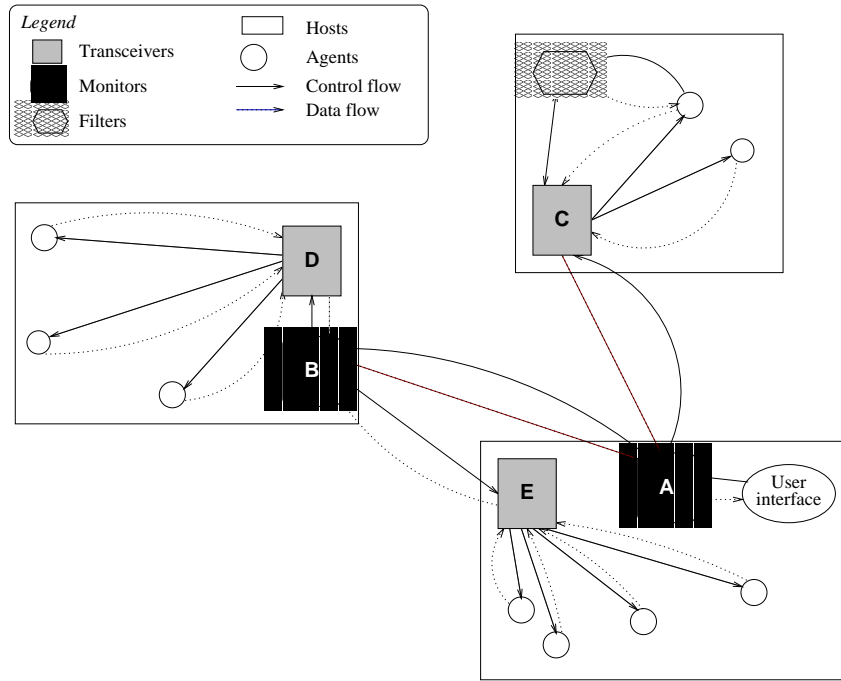 Legend
Transceivers
Monitors
Filters
Hosts
Agents
Control flow
Data flow
C
D
B
E
A
User
interface